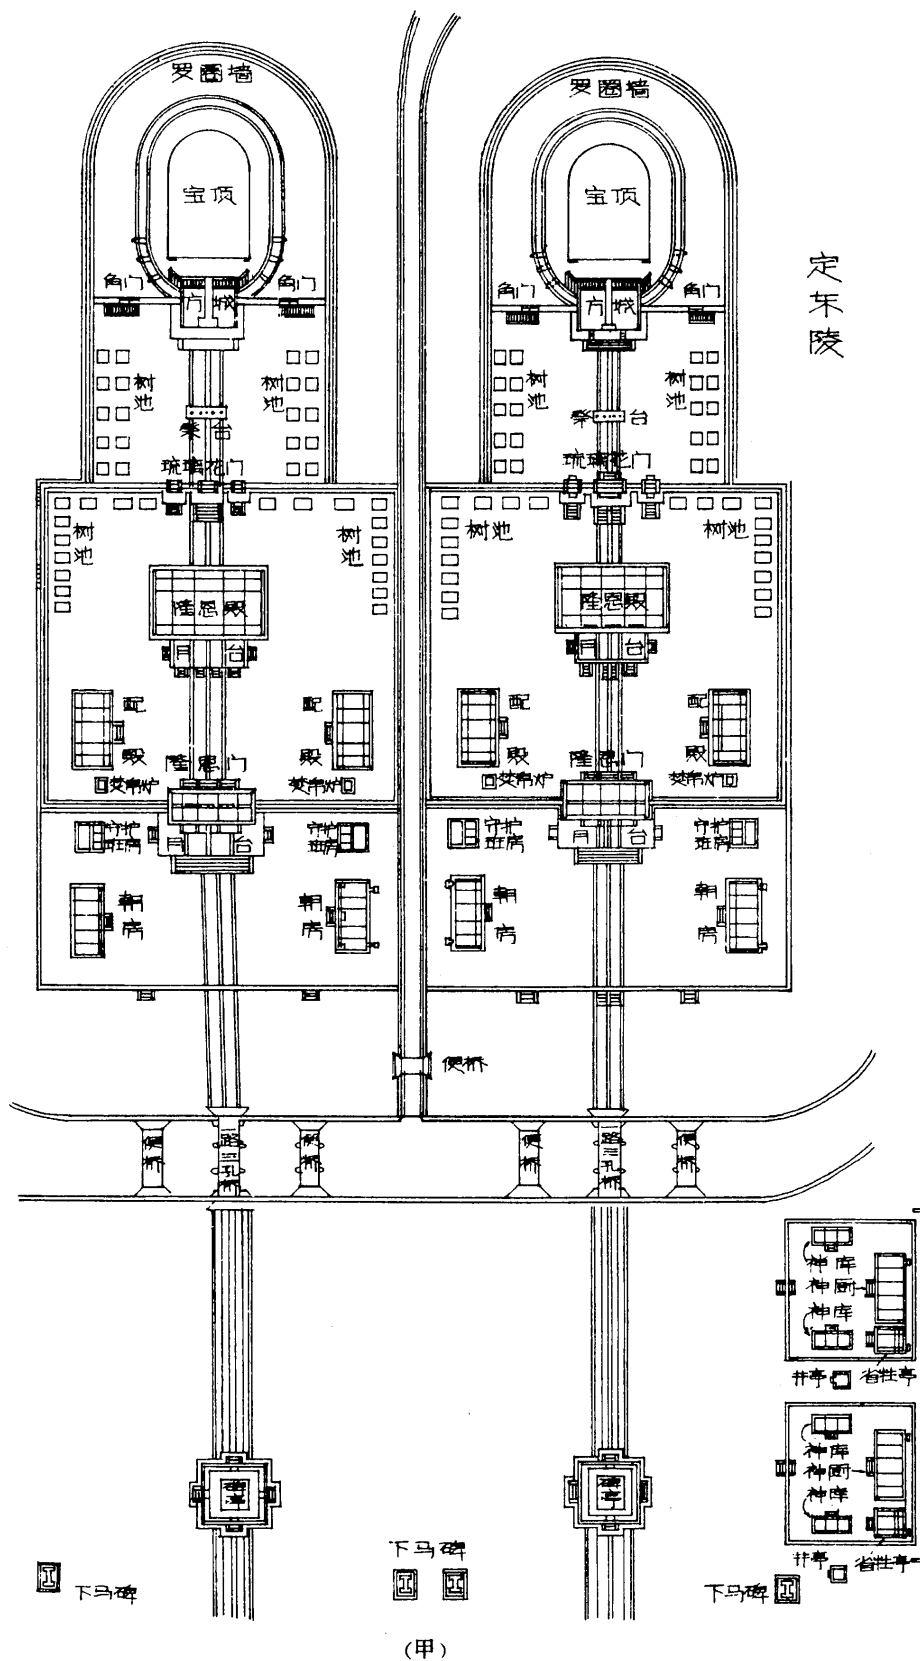 罗圈墙
罗圈墙
宝顶
宝顶
定东陵
角门
角门
角门
角门
方城
方城
树池
树池
树池
树池
祭台
祭台
琉璃花门
琉璃花门
树池
树池
树池
树池
隆恩殿
隆恩殿
月台
月台
配殿
配殿
配殿
配殿
隆恩门
隆恩门
焚帛炉
焚帛炉
焚帛炉
焚帛炉
月台
月台
守护班房
守护班房
守护班房
守护班房
朝房
朝房
朝房
朝房
便桥
便桥
一路三孔桥
便桥
便桥
一路三孔桥
便桥
神库
神厨
神库
井亭
省牲亭
神库
神厨
神库
井亭
省牲亭
碑亭
碑亭
下马碑
下马碑
下马碑
(甲)